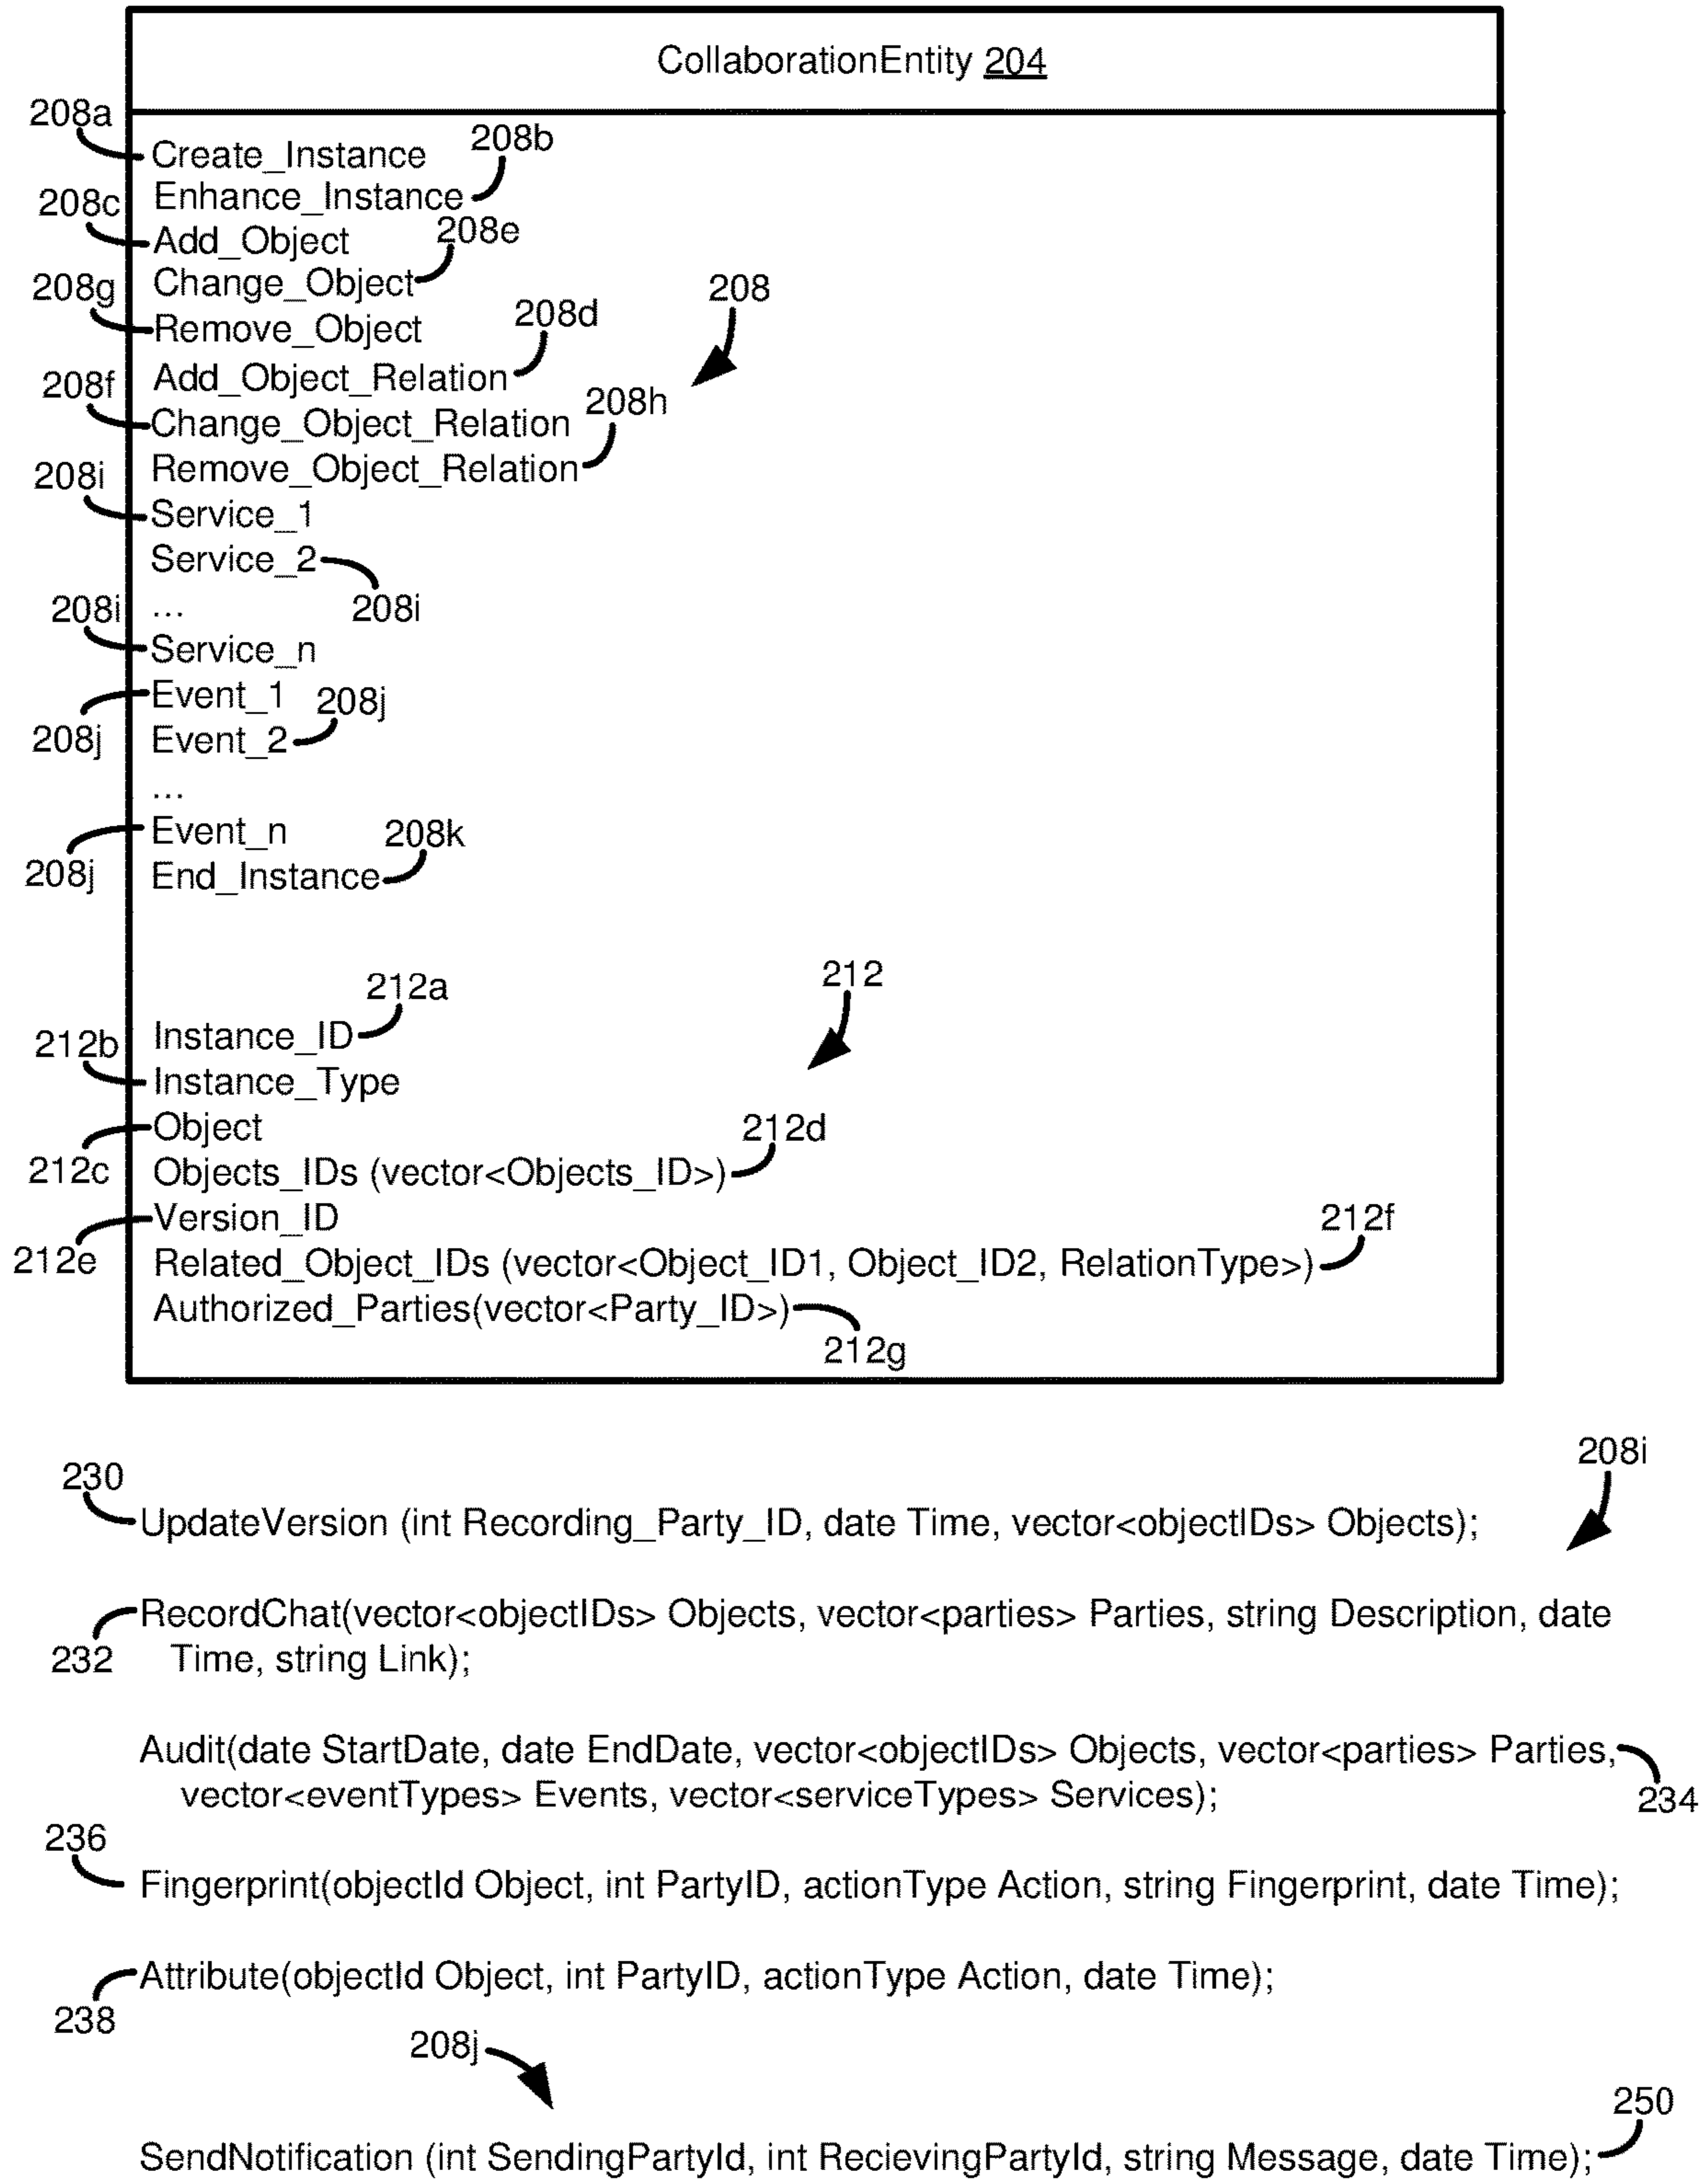 CollaborationEntity 204
208a
Create_Instance
208b
Enhance_Instance
208c
Add_Object
208e
Change_Object
208g
Remove_Object
208d
208
Add_Object_Relation
208f
Change_Object_Relation
208h
Remove_Object_Relation
208i
Service_1
Service_2
208i
208i
...
Service_n
Event_1
208j
208j
Event_2
...
Event_n
208j
208k
End_Instance
212a
212
Instance_ID
212b
Instance_Type
Object
212c
212d
Objects_IDs (vector<Objects_ID>)
Version_ID
212e
212f
Related_Object_IDs (vector<Object_ID1, Object_ID2, RelationType>)
Authorized_Parties(vector<Party_ID>)
212g
208i
230
UpdateVersion (int Recording_Party_ID, date Time, vector<objectIDs> Objects);
RecordChat(vector<objectIDs> Objects, vector<parties> Parties, string Description, date
232
Time, string Link);
Audit(date StartDate, date EndDate, vector<objectIDs> Objects, vector<parties> Parties,
vector<eventTypes> Events, vector<serviceTypes> Services);
234
236
Fingerprint(objectId Object, int PartyID, actionType Action, string Fingerprint, date Time);
Attribute(objectId Object, int PartyID, actionType Action, date Time);
238
208j
250
SendNotification (int SendingPartyId, int RecievingPartyId, string Message, date Time);